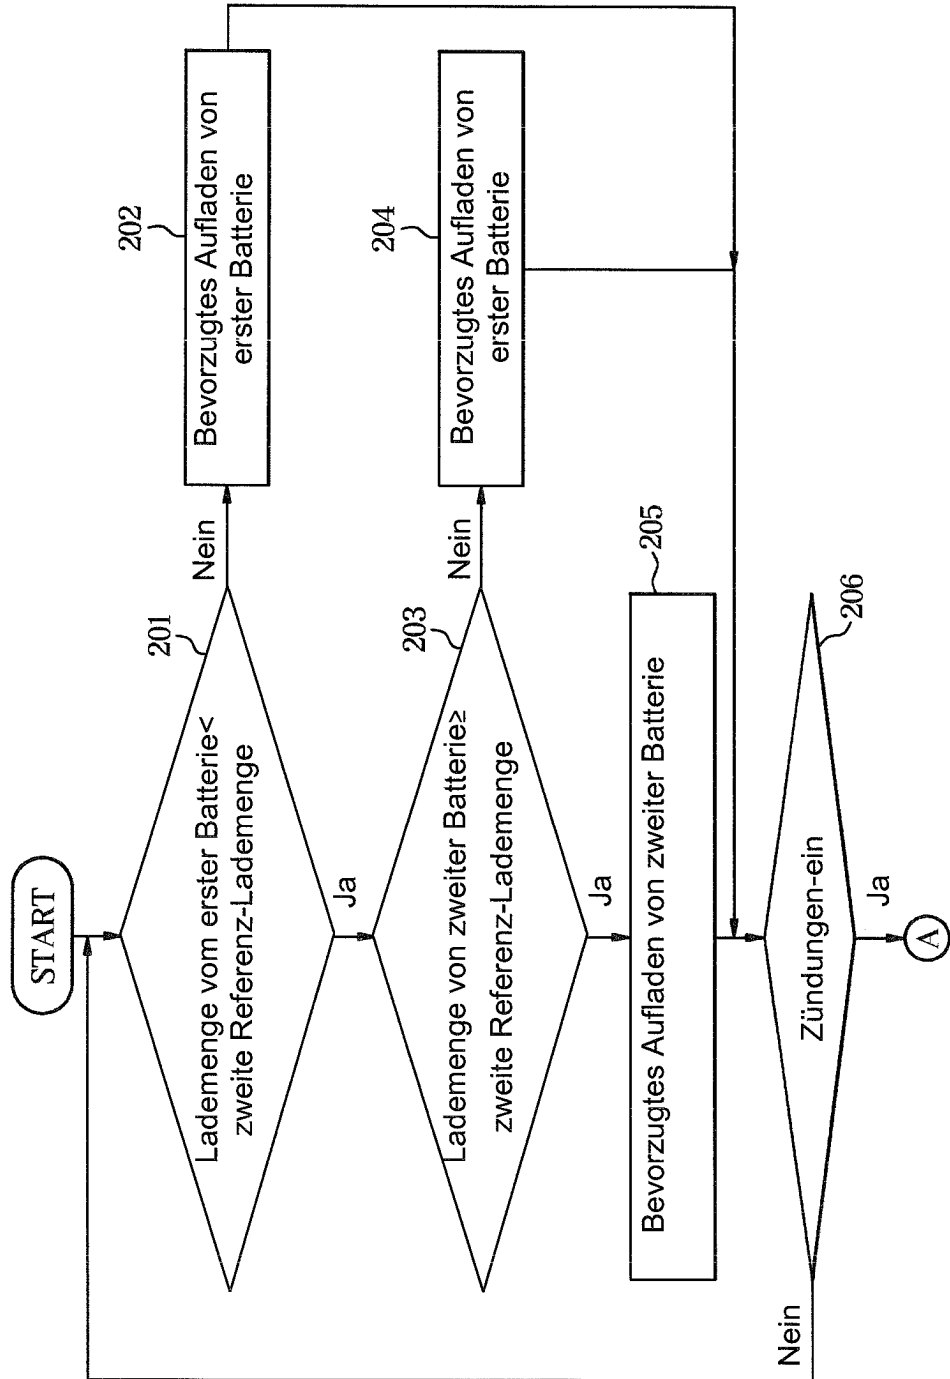 START
201
Lademenge vom erster Batterie<
zweite Referenz-Lademenge
Nein
202
Bevorzugtes Aufladen von
erster Batterie
Ja
203
Lademenge von zweiter Batterie≥
zweite Referenz-Lademenge
Nein
204
Bevorzugtes Aufladen von
erster Batterie
Ja
205
Bevorzugtes Aufladen von zweiter Batterie
206
Zündungen-ein
Nein
Ja
A